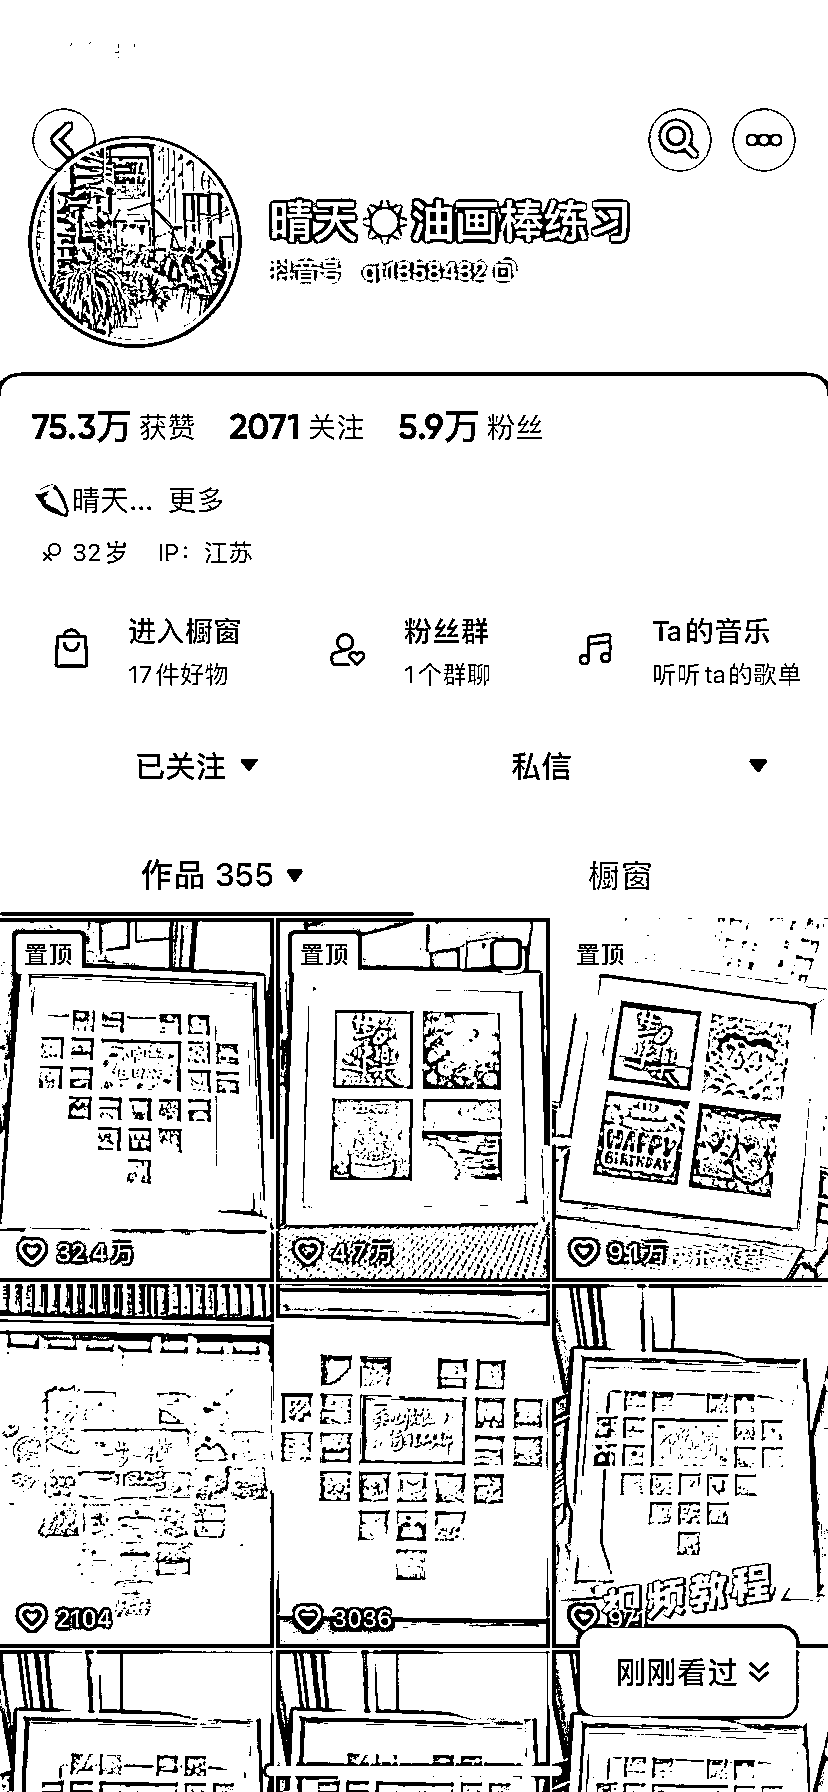 晴天☀油画棒练习
抖音号
75.3万 获赞 2071 关注 5.9万 粉丝
晴天... 更多
32岁 IP：江苏
进入橱窗 粉丝群 Ta的音乐
17件好物 1个群聊 听听ta的歌单
已关注 私信
作品 355 橱窗
置顶 置顶 置顶
HAPPY
BIRTHDAY
32.4万 4.7万 9.1万
视频教程
2104 3036
刚刚看过